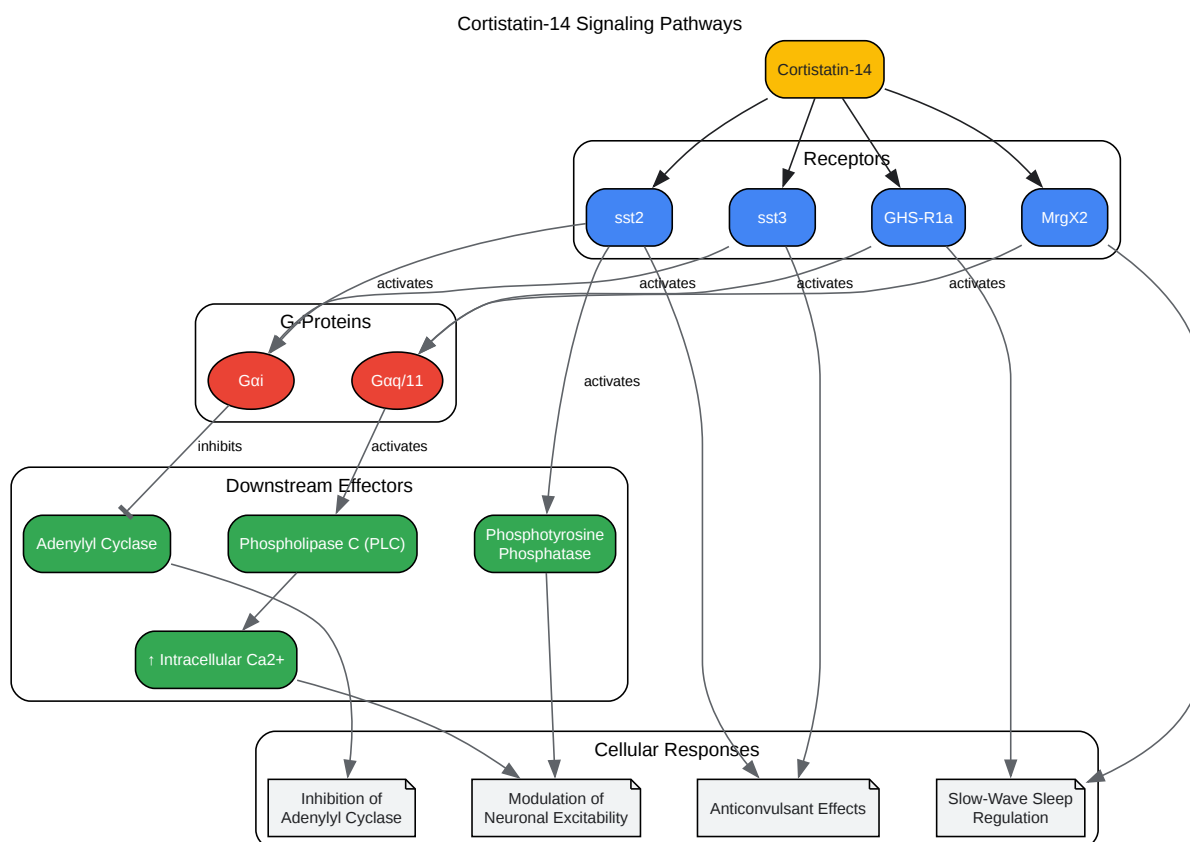 Cortistatin-14 Signaling Pathways
Cortistatin-14
Receptors
sst2
sst3
GHS-R1a
MrgX2
activates
activates
activates
activates
G-Proteins
Gαi
Gαq/11
activates
inhibits
activates
Downstream Effectors
Adenylyl Cyclase
Phospholipase C (PLC)
Phosphotyrosine
Phosphatase
↑ Intracellular Ca2+
Cellular Responses
Inhibition of
Adenylyl Cyclase
Modulation of
Neuronal Excitability
Anticonvulsant Effects
Slow-Wave Sleep
Regulation